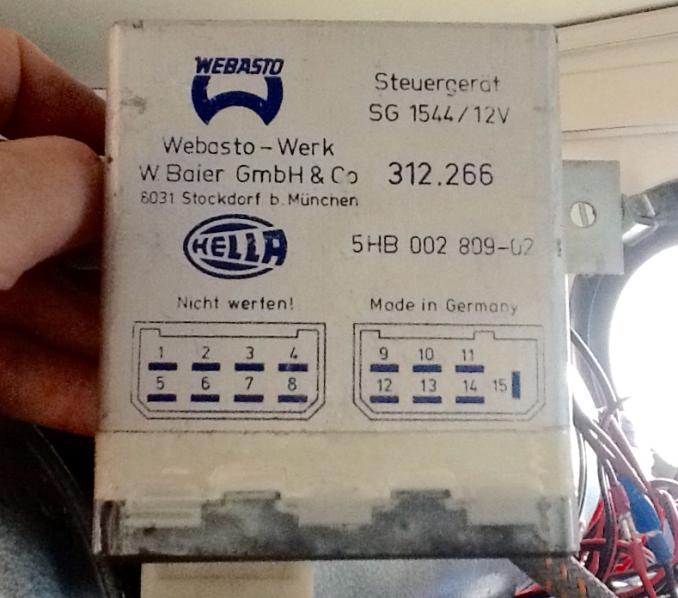 WEBASTO
Steuergerät
SG 1544/12V
Webasto-Werk
W. Baier GmbH & Co
312.266
8031 Stockdorf b. München
HELLA
5HB 002 809-02
Nicht werfen!
Made in Germany
1 2 3 4
5 6 7 8
9 10 11
12 13 14 15